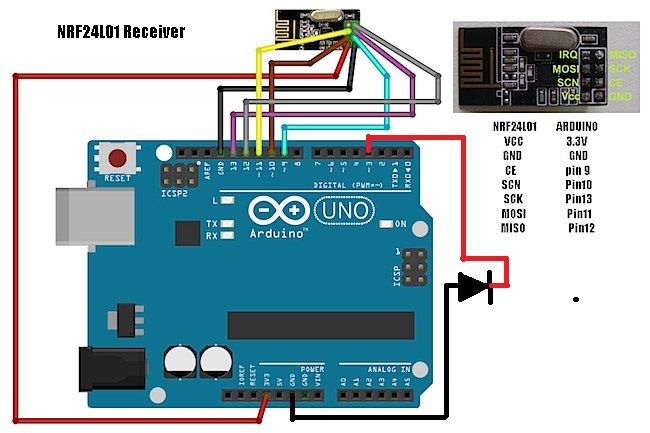 NRF24L01 Receiver
IRQ MISO
MOSI SCK
SCN CE
Vcc GND
NRF24L01 ARDUINO
VCC 3.3V
GND GND
CE pin 9
SCN Pin10
SCK Pin13
MOSI Pin11
MISO Pin12
RESET
ICSP2
AREF
GND
13
12
~11
~10
~9
8
7
~6
~5
4
~3
2
TXD►1
RXD◄0
DIGITAL (PWM=~)
L
TX
RX
Arduino
UNO
ON
1
ICSP
POWER
ANALOG IN
IOREF
RESET
3V3
5V
GND
GND
VIN
A0
A1
A2
A3
A4
A5